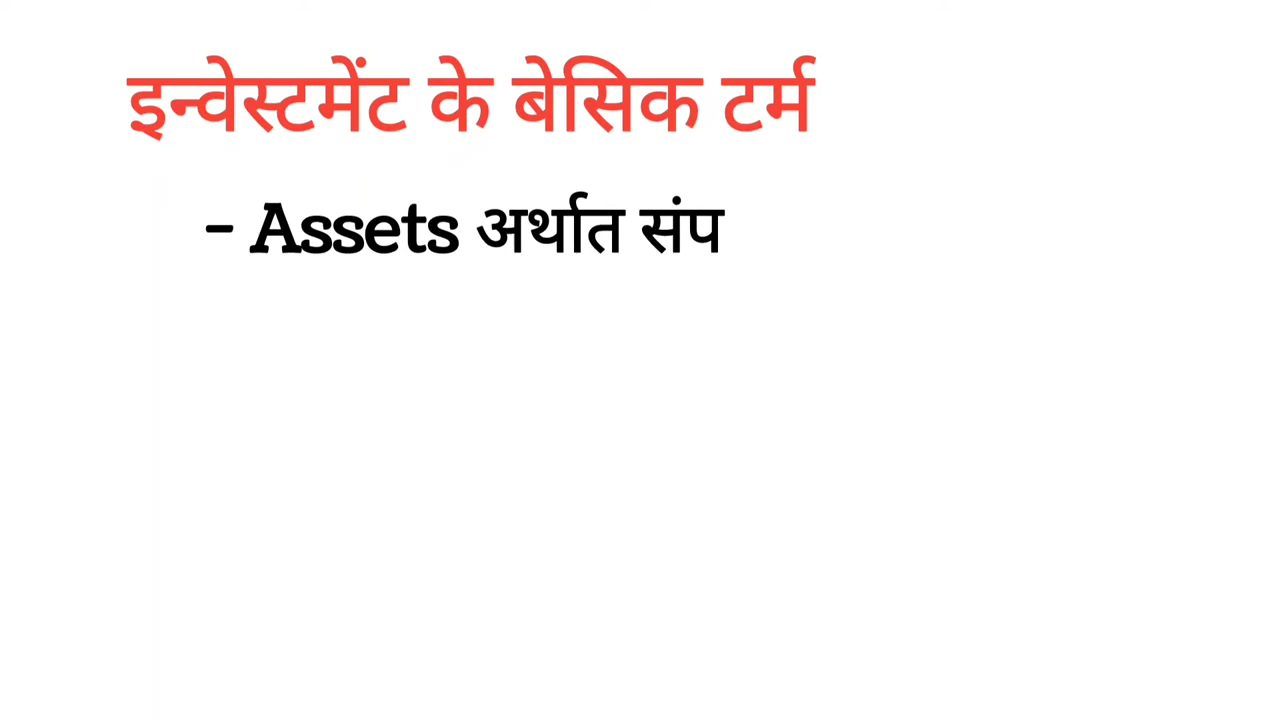 इन्वेस्टमेंट के बेसिक टर्म
- Assets अर्थात संप